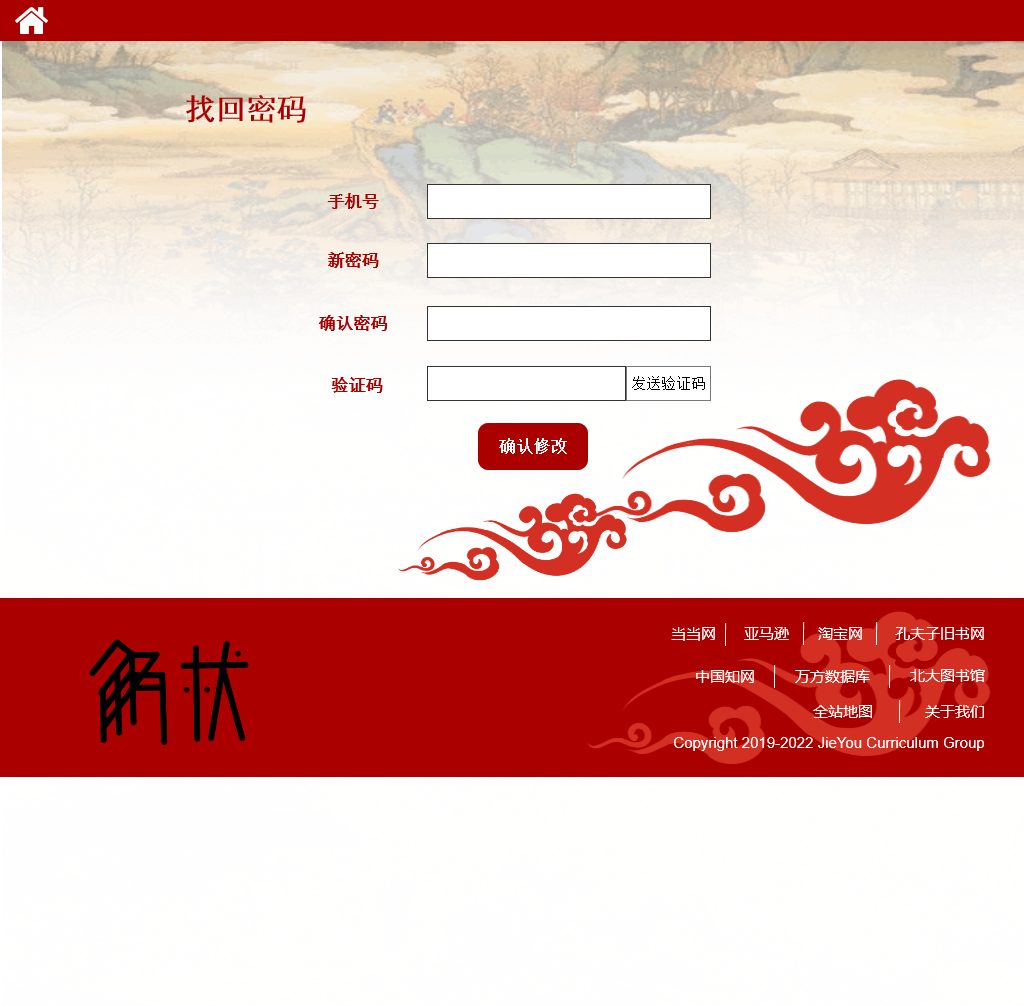 找回密码
手机号
新密码
确认密码
验证码 发送验证码
确认修改
当当网 亚马逊 淘宝网 孔夫子旧书网
中国知网 万方数据库 北大图书馆
全站地图 关于我们
Copyright 2019-2022 JieYou Curriculum Group